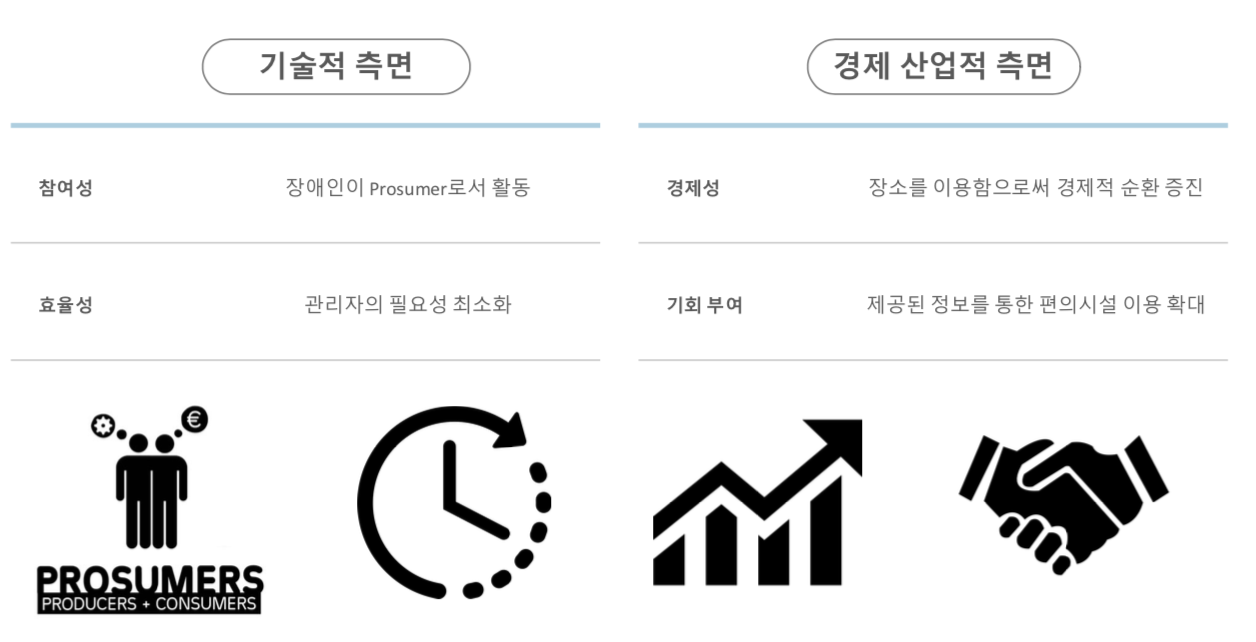 기술적 측면
참여성 장애인이 Prosumer로서 활동
효율성 관리자의 필요성 최소화
경제 산업적 측면
경제성 장소를 이용함으로써 경제적 순환 증진
기회 부여 제공된 정보를 통한 편의시설 이용 확대
€
PROSUMERS
PRODUCERS + CONSUMERS